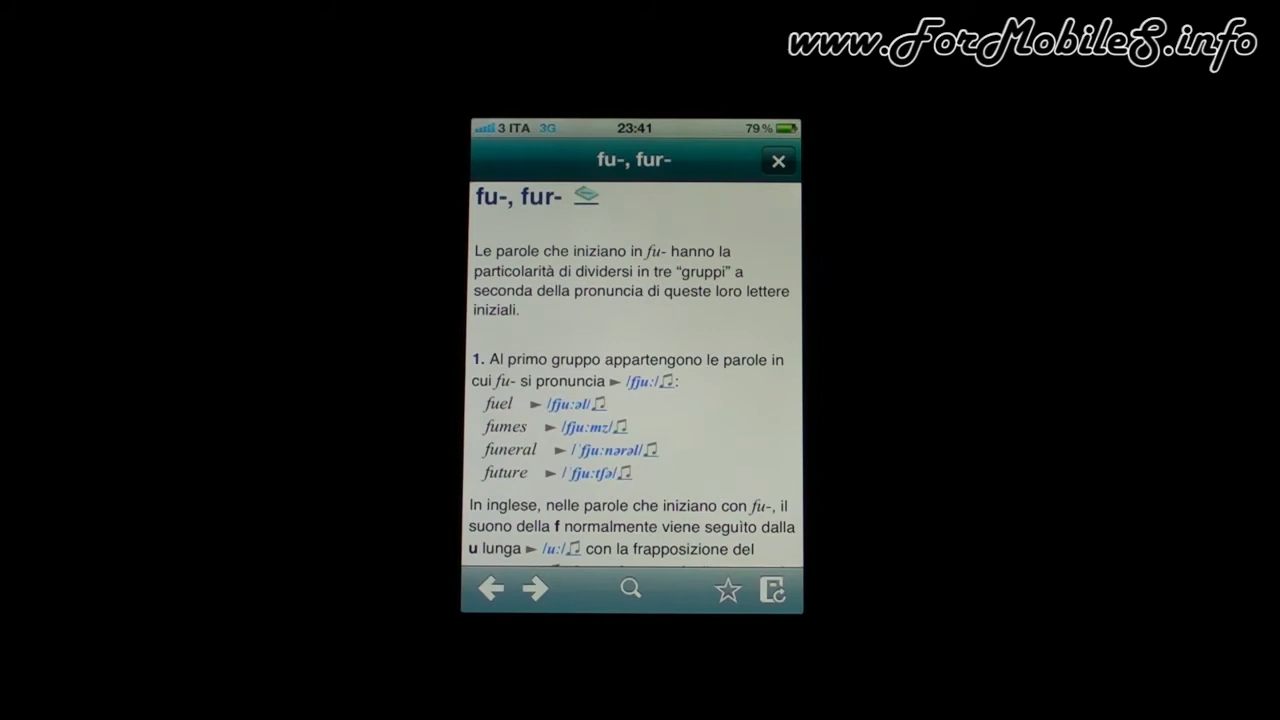 www.ForMobileS.info
3 ITA 3G 23:41 79%
fu-, fur-
fu-, fur-
Le parole che iniziano in fu- hanno la
particolarità di dividersi in tre “gruppi” a
seconda della pronuncia di queste loro lettere
iniziali.
1. Al primo gruppo appartengono le parole in
cui fu- si pronuncia ► /fju:/♫:
fuel ► /fju:əl/♫
fumes ► /fju:mz/♫
funeral ► /ˈfju:nərəl/♫
future ► /ˈfju:tʃə/♫
In inglese, nelle parole che iniziano con fu-, il
suono della f normalmente viene seguìto dalla
u lunga ► /u:/♫ con la frapposizione del